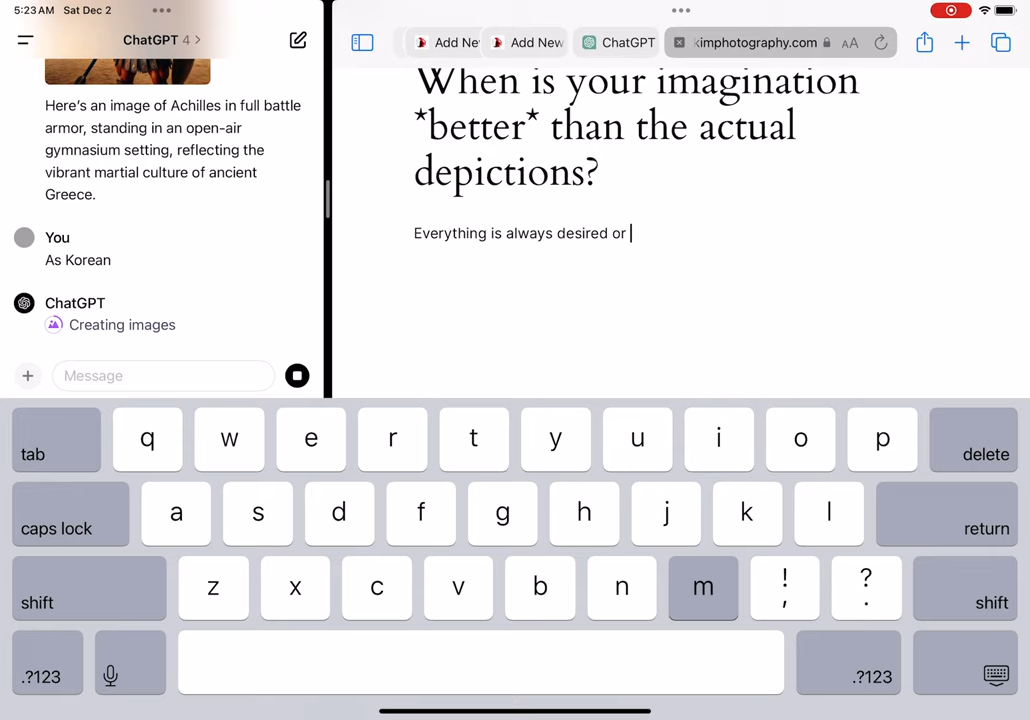 5:23 AM Sat Dec 2
ChatGPT 4 >
Add Ne
Add New
ChatGPT
kimphotography.com
AA
Here's an image of Achilles in full battle
armor, standing in an open-air
gymnasium setting, reflecting the
vibrant martial culture of ancient
Greece.
You
As Korean
ChatGPT
Creating images
Message
When is your imagination
*better* than the actual
depictions?
Everything is always desired or
tab q w e r t y u i o p delete
caps lock a s d f g h j k l return
shift z x c v b n m ! , ? . shift
.?123 .?123